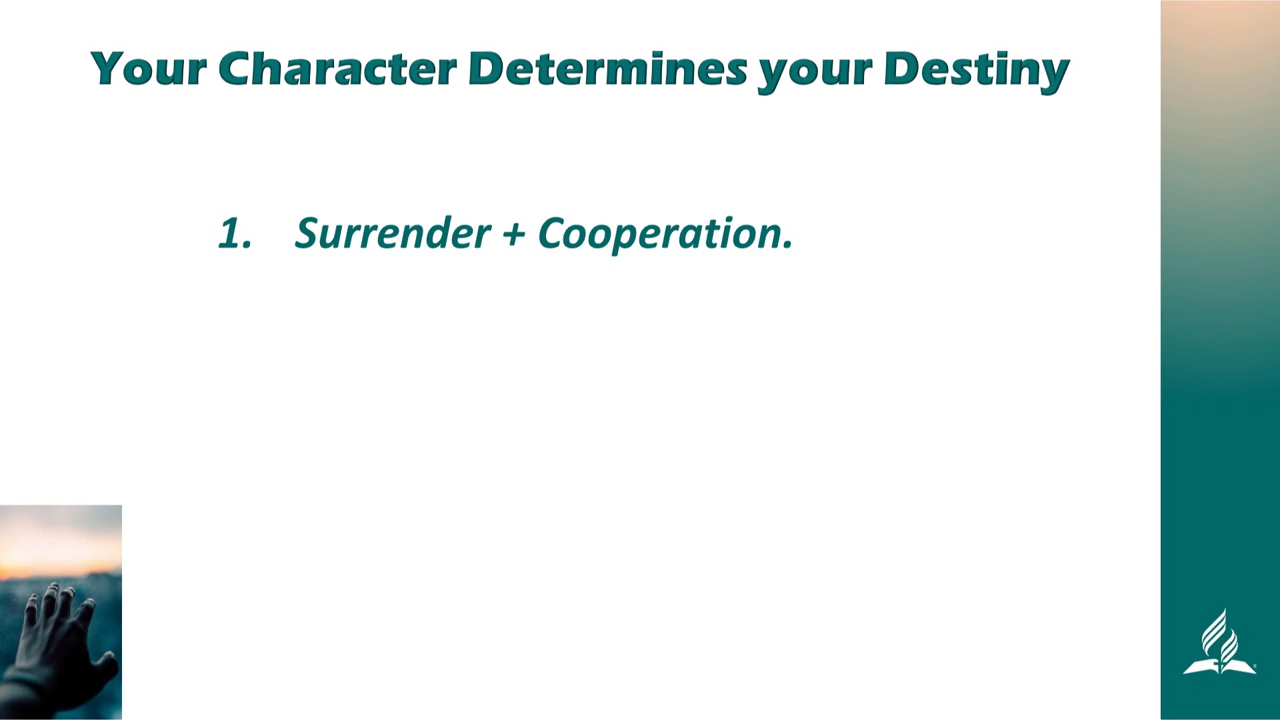 Your Character Determines your Destiny
1. Surrender + Cooperation.